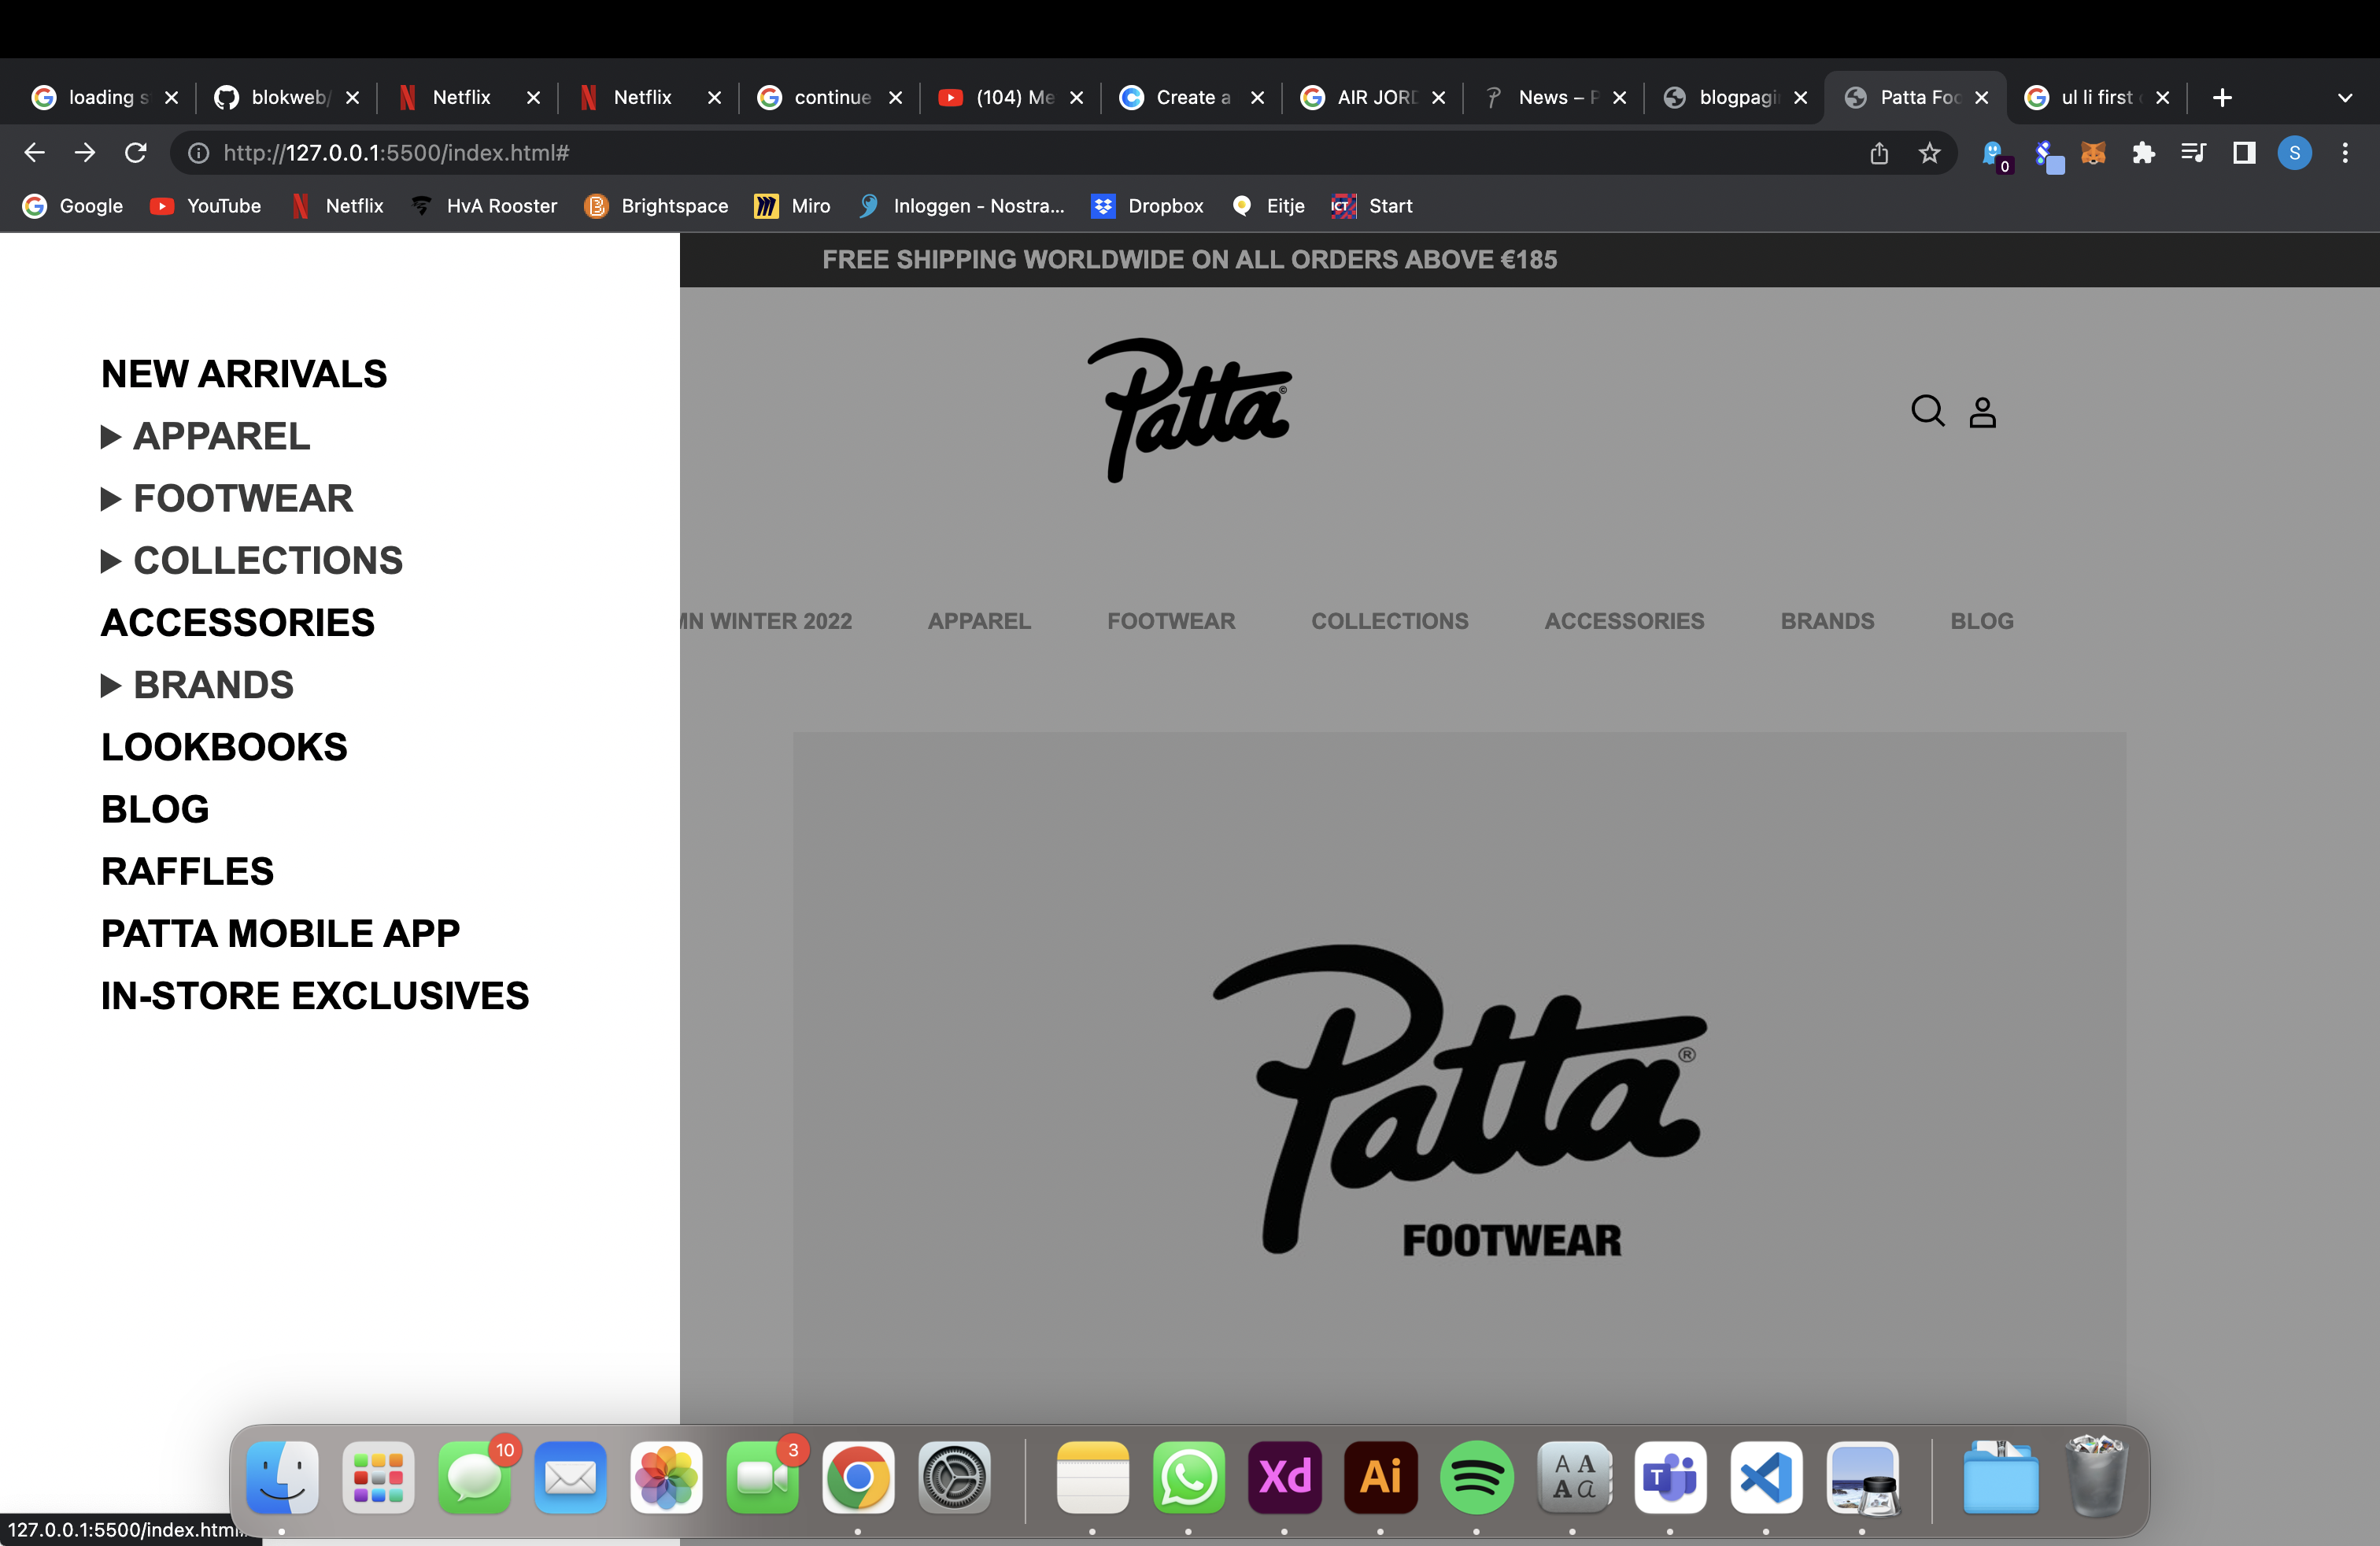 loading s
blokweb/
Netflix
Netflix
continue
(104) Me
Create a
AIR JORD
News – P
blogpagi
Patta Foo
ul li first
http://127.0.0.1:5500/index.html#
0
S
Google
YouTube
Netflix
HvA Rooster
Brightspace
Miro
Inloggen - Nostra...
Dropbox
Eitje
ICT
Start
FREE SHIPPING WORLDWIDE ON ALL ORDERS ABOVE €185
Patta©
NEW ARRIVALS
APPAREL
FOOTWEAR
COLLECTIONS
ACCESSORIES
BRANDS
LOOKBOOKS
BLOG
RAFFLES
PATTA MOBILE APP
IN-STORE EXCLUSIVES
MN WINTER 2022
APPAREL
FOOTWEAR
COLLECTIONS
ACCESSORIES
BRANDS
BLOG
Patta®
FOOTWEAR
10
3
Xd
Ai
A A
A a
T
127.0.0.1:5500/index.html